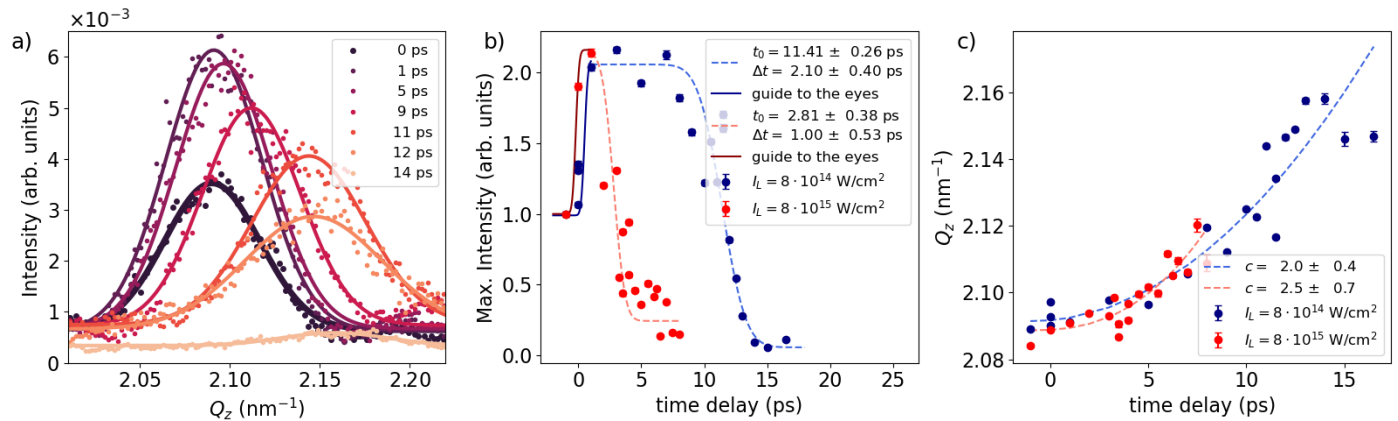 a)
×10⁻³
6
5
4
3
2
1
0
Intensity (arb. units)
2.05 2.10 2.15 2.20
Q_z (nm⁻¹)
0 ps
1 ps
5 ps
9 ps
11 ps
12 ps
14 ps
b)
2.0
1.5
1.0
0.5
0.0
Max. Intensity (arb. units)
0 5 10 15 20 25
time delay (ps)
t₀ = 11.41 ± 0.26 ps
Δt = 2.10 ± 0.40 ps
guide to the eyes
t₀ = 2.81 ± 0.38 ps
Δt = 1.00 ± 0.53 ps
guide to the eyes
I_L = 8 · 10¹⁴ W/cm²
I_L = 8 · 10¹⁵ W/cm²
c)
2.16
2.14
2.12
2.10
2.08
Q_z (nm⁻¹)
0 5 10 15
time delay (ps)
c = 2.0 ± 0.4
c = 2.5 ± 0.7
I_L = 8 · 10¹⁴ W/cm²
I_L = 8 · 10¹⁵ W/cm²